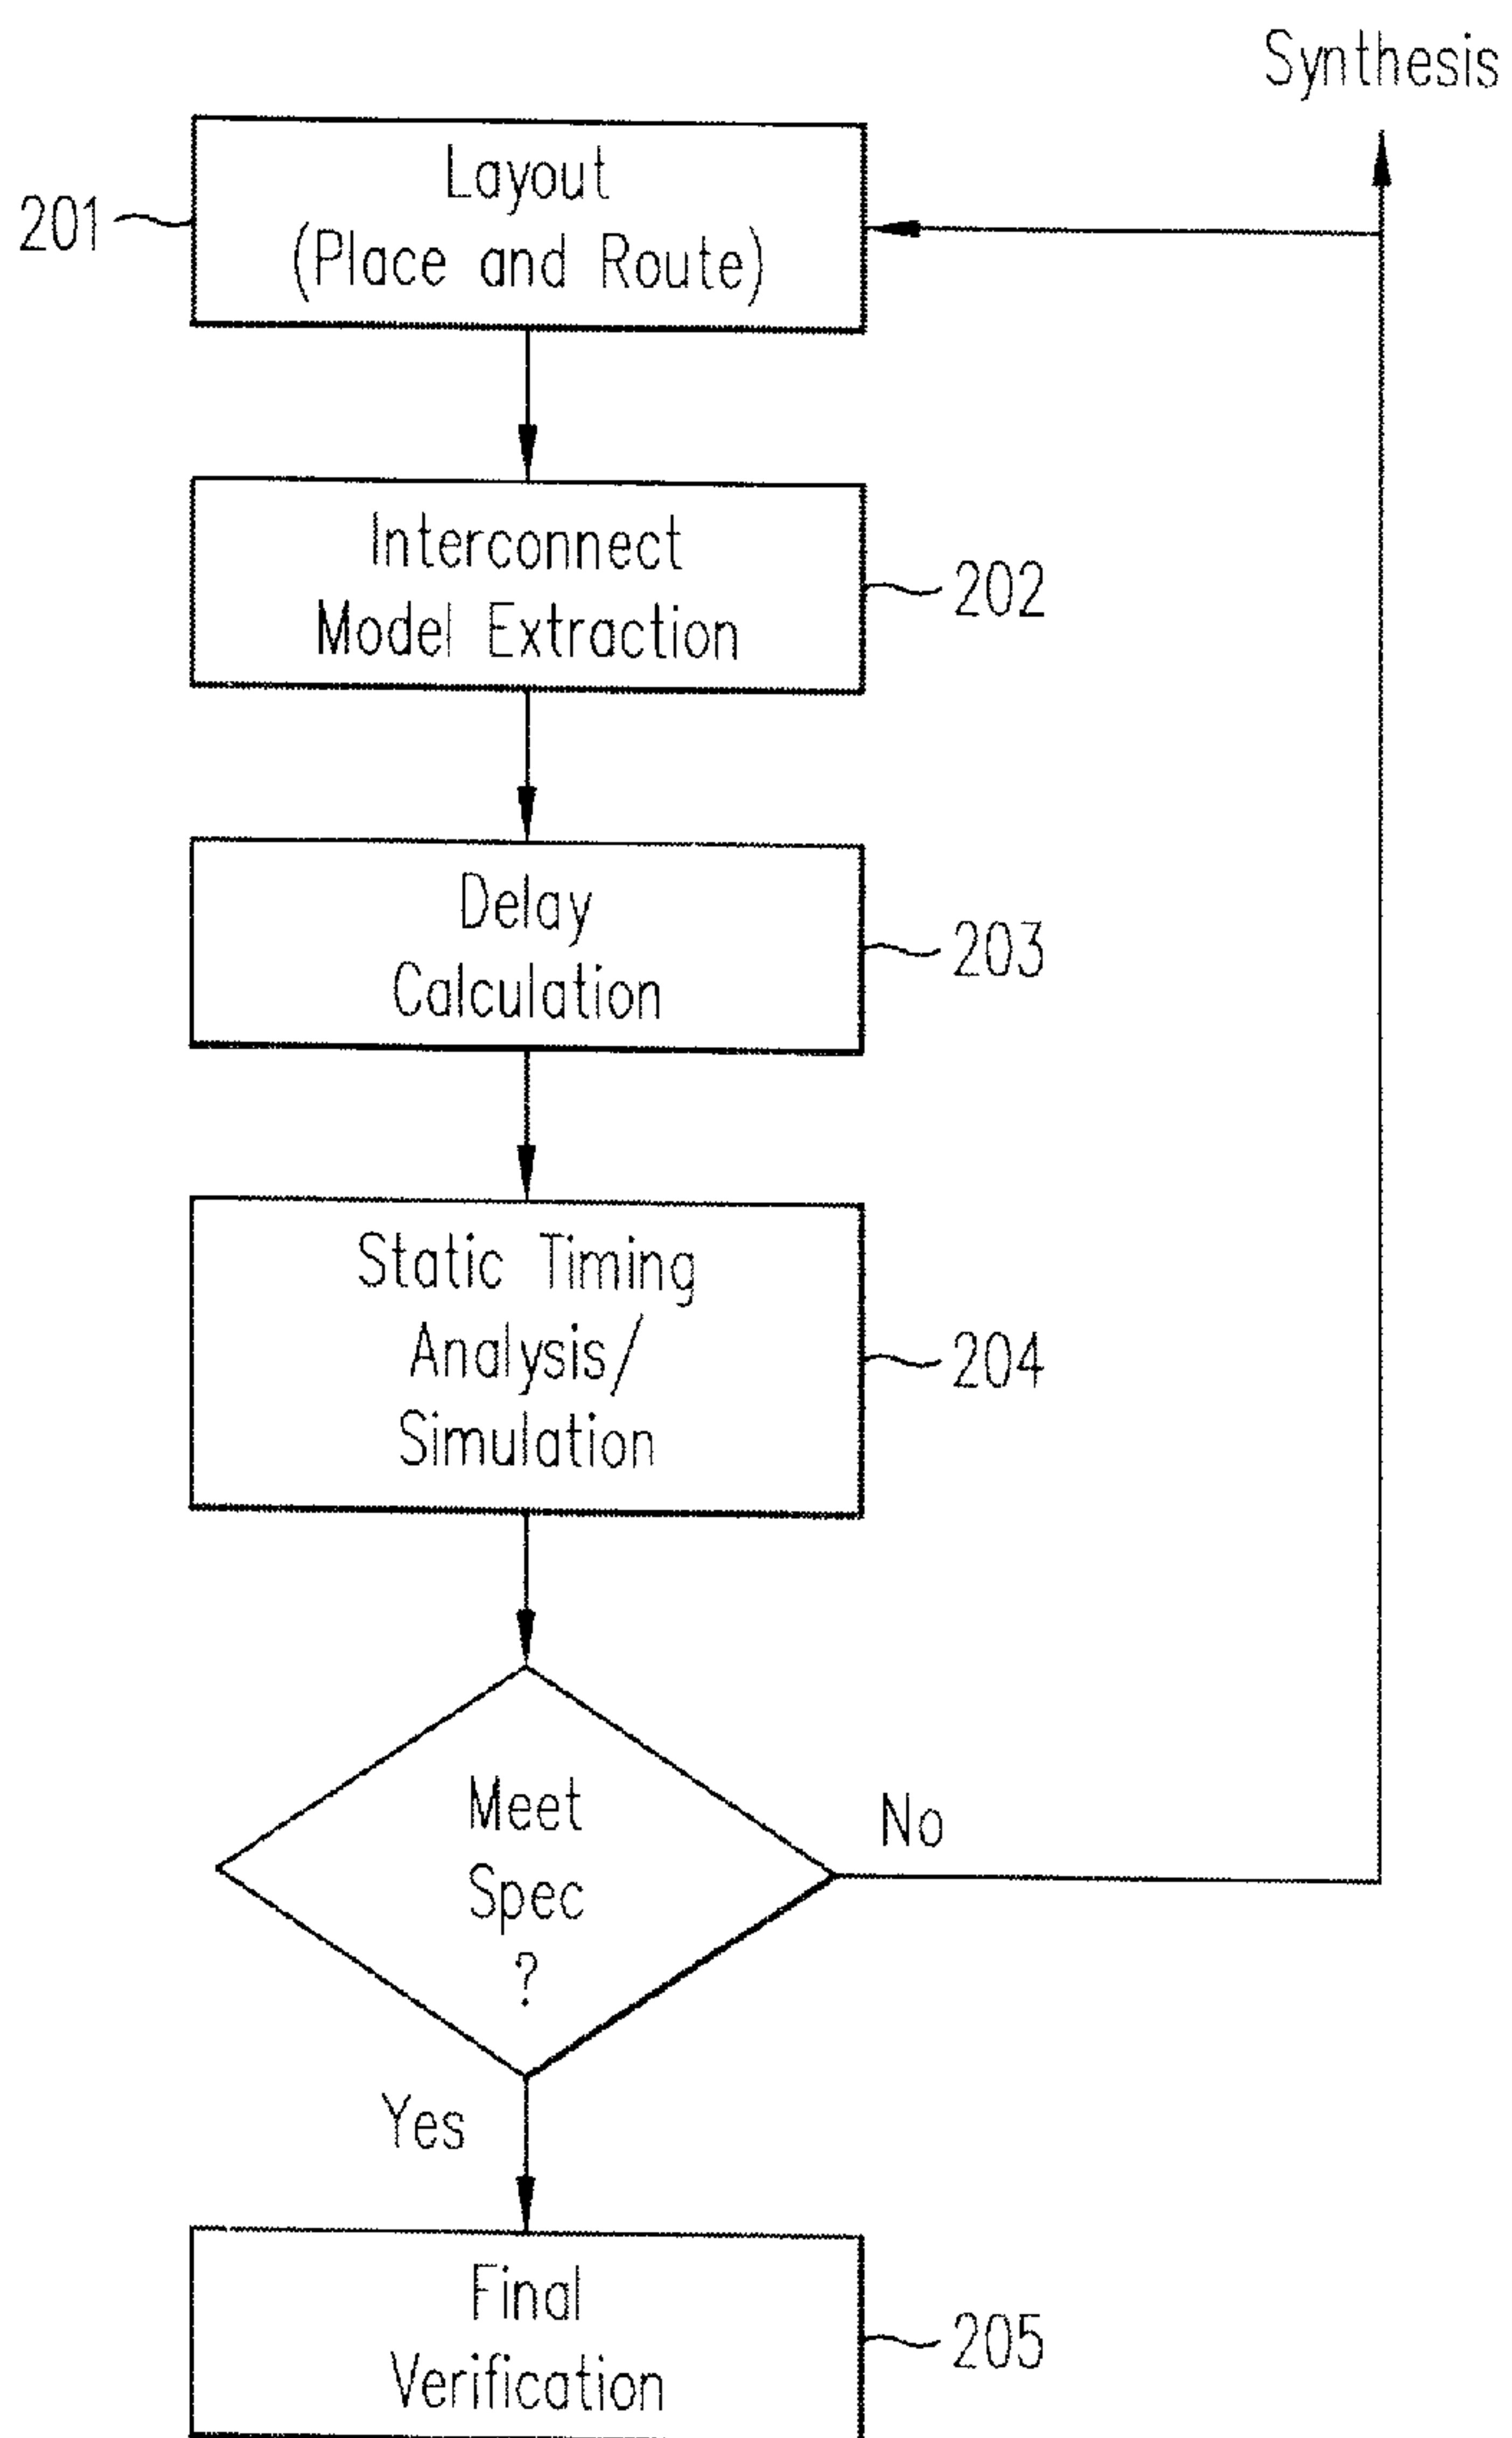 Synthesis
Layout
(Place and Route)
201
Interconnect
Model Extraction
202
Delay
Calculation
203
Static Timing
Analysis/
Simulation
204
Meet
Spec
?
No
Yes
Final
Verification
205